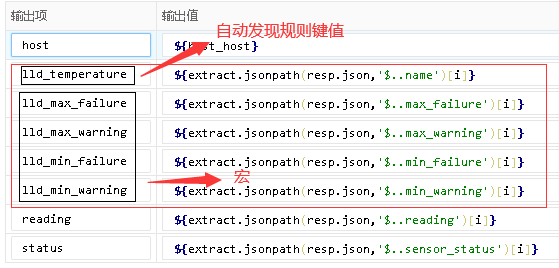 输出项 输出值
自动发现规则键值
host ${host_host}
lld_temperature ${extract.jsonpath(resp.json,'$..name')[i]}
lld_max_failure ${extract.jsonpath(resp.json,'$..max_failure')[i]}
lld_max_warning ${extract.jsonpath(resp.json,'$..max_warning')[i]}
lld_min_failure ${extract.jsonpath(resp.json,'$..min_failure')[i]}
宏
lld_min_warning ${extract.jsonpath(resp.json,'$..min_warning')[i]}
reading ${extract.jsonpath(resp.json,'$..reading')[i]}
status ${extract.jsonpath(resp.json,'$..sensor_status')[i]}